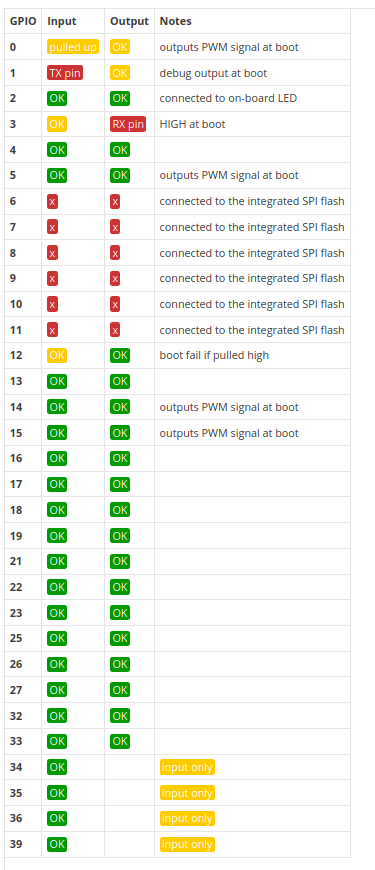 GPIO Input Output Notes
0 pulled up OK outputs PWM signal at boot
1 TX pin OK debug output at boot
2 OK OK connected to on-board LED
3 OK RX pin HIGH at boot
4 OK OK
5 OK OK outputs PWM signal at boot
6 x x connected to the integrated SPI flash
7 x x connected to the integrated SPI flash
8 x x connected to the integrated SPI flash
9 x x connected to the integrated SPI flash
10 x x connected to the integrated SPI flash
11 x x connected to the integrated SPI flash
12 OK OK boot fail if pulled high
13 OK OK
14 OK OK outputs PWM signal at boot
15 OK OK outputs PWM signal at boot
16 OK OK
17 OK OK
18 OK OK
19 OK OK
21 OK OK
22 OK OK
23 OK OK
25 OK OK
26 OK OK
27 OK OK
32 OK OK
33 OK OK
34 OK input only
35 OK input only
36 OK input only
39 OK input only